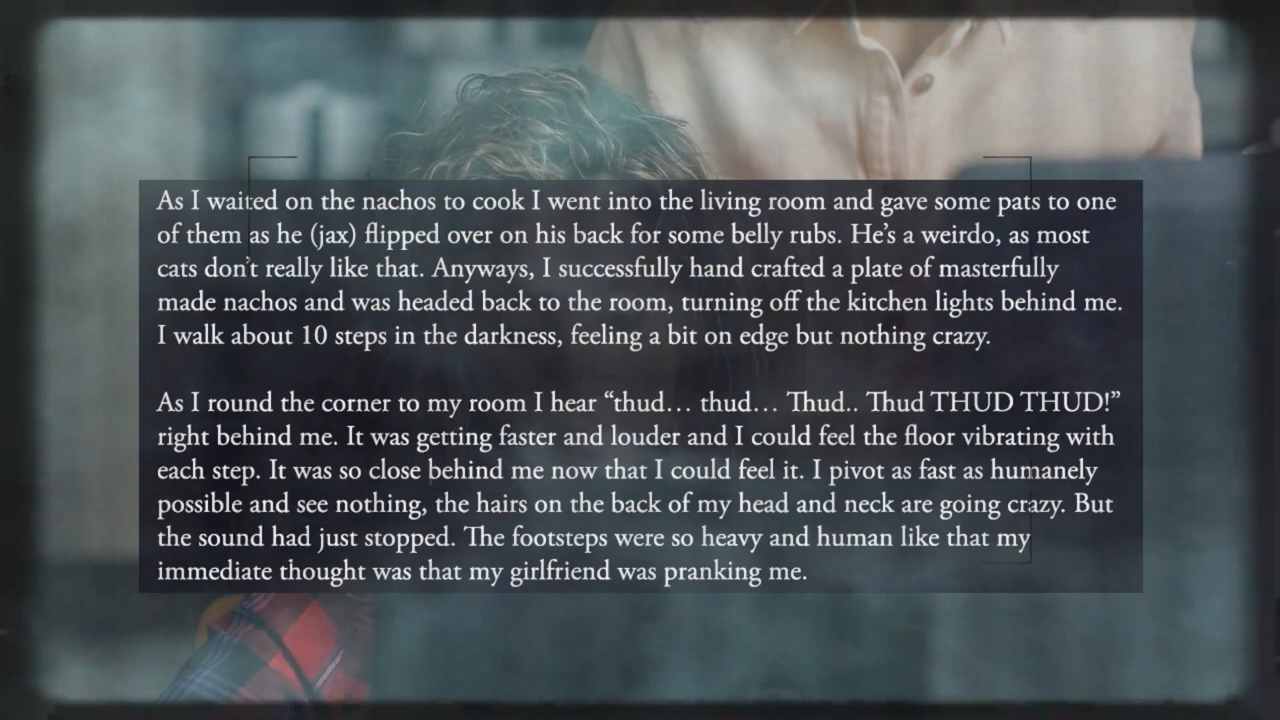 As I waited on the nachos to cook I went into the living room and gave some pats to one
of them as he (jax) flipped over on his back for some belly rubs. He’s a weirdo, as most
cats don’t really like that. Anyways, I successfully hand crafted a plate of masterfully
made nachos and was headed back to the room, turning off the kitchen lights behind me.
I walk about 10 steps in the darkness, feeling a bit on edge but nothing crazy.
As I round the corner to my room I hear “thud… thud… Thud.. Thud THUD THUD!”
right behind me. It was getting faster and louder and I could feel the floor vibrating with
each step. It was so close behind me now that I could feel it. I pivot as fast as humanely
possible and see nothing, the hairs on the back of my head and neck are going crazy. But
the sound had just stopped. The footsteps were so heavy and human like that my
immediate thought was that my girlfriend was pranking me.